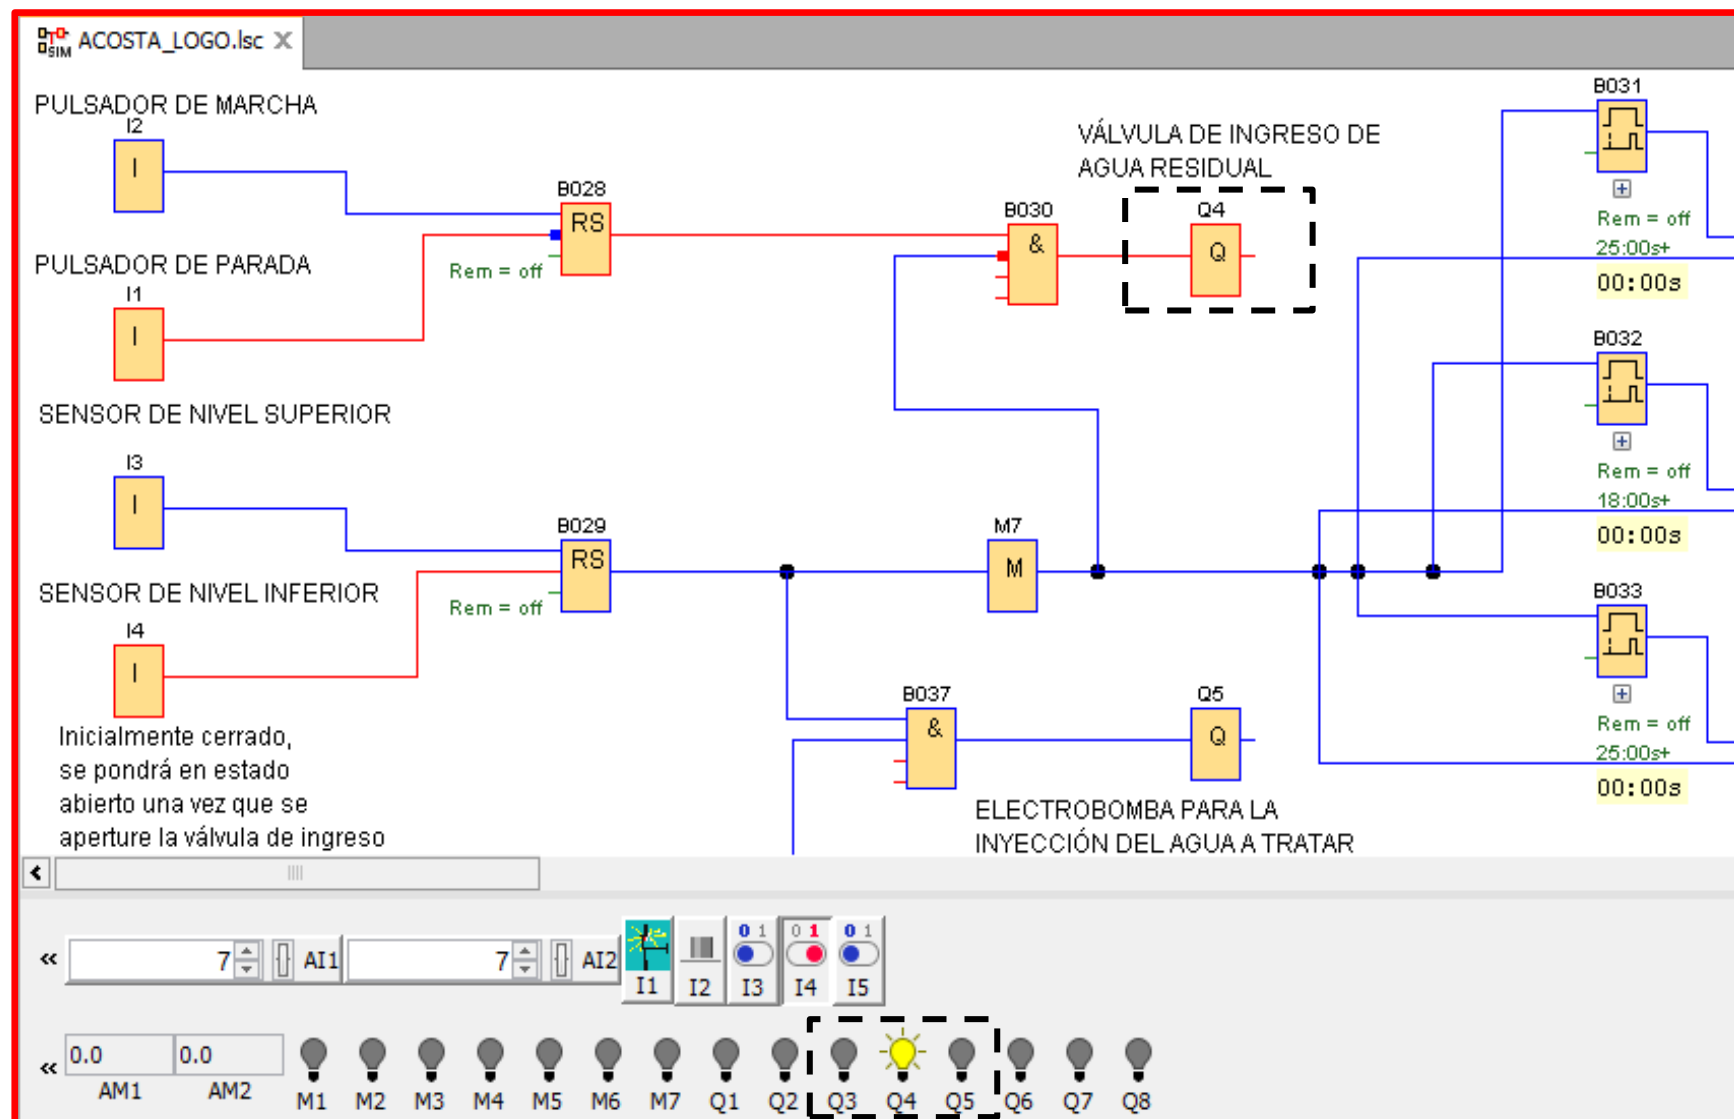 ACOSTA_LOGO.lsc
SIM
PULSADOR DE MARCHA
I2
I
PULSADOR DE PARADA
I1
I
SENSOR DE NIVEL SUPERIOR
I3
I
SENSOR DE NIVEL INFERIOR
I4
I
Inicialmente cerrado,
se pondrá en estado
abierto una vez que se
aperture la válvula de ingreso
B028
RS
Rem = off
B029
RS
Rem = off
VÁLVULA DE INGRESO DE
AGUA RESIDUAL
B030
&
Q4
Q
M7
M
B037
&
Q5
Q
ELECTROBOMBA PARA LA
INYECCIÓN DEL AGUA A TRATAR
B031
Rem = off
25:00s+
00:00s
B032
Rem = off
18:00s+
00:00s
B033
Rem = off
25:00s+
00:00s
« 7 AI1 7 AI2
0 1 0 1 0 1
I1 I2 I3 I4 I5
« 0.0 0.0
AM1 AM2 M1 M2 M3 M4 M5 M6 M7 Q1 Q2 Q3 Q4 Q5 Q6 Q7 Q8